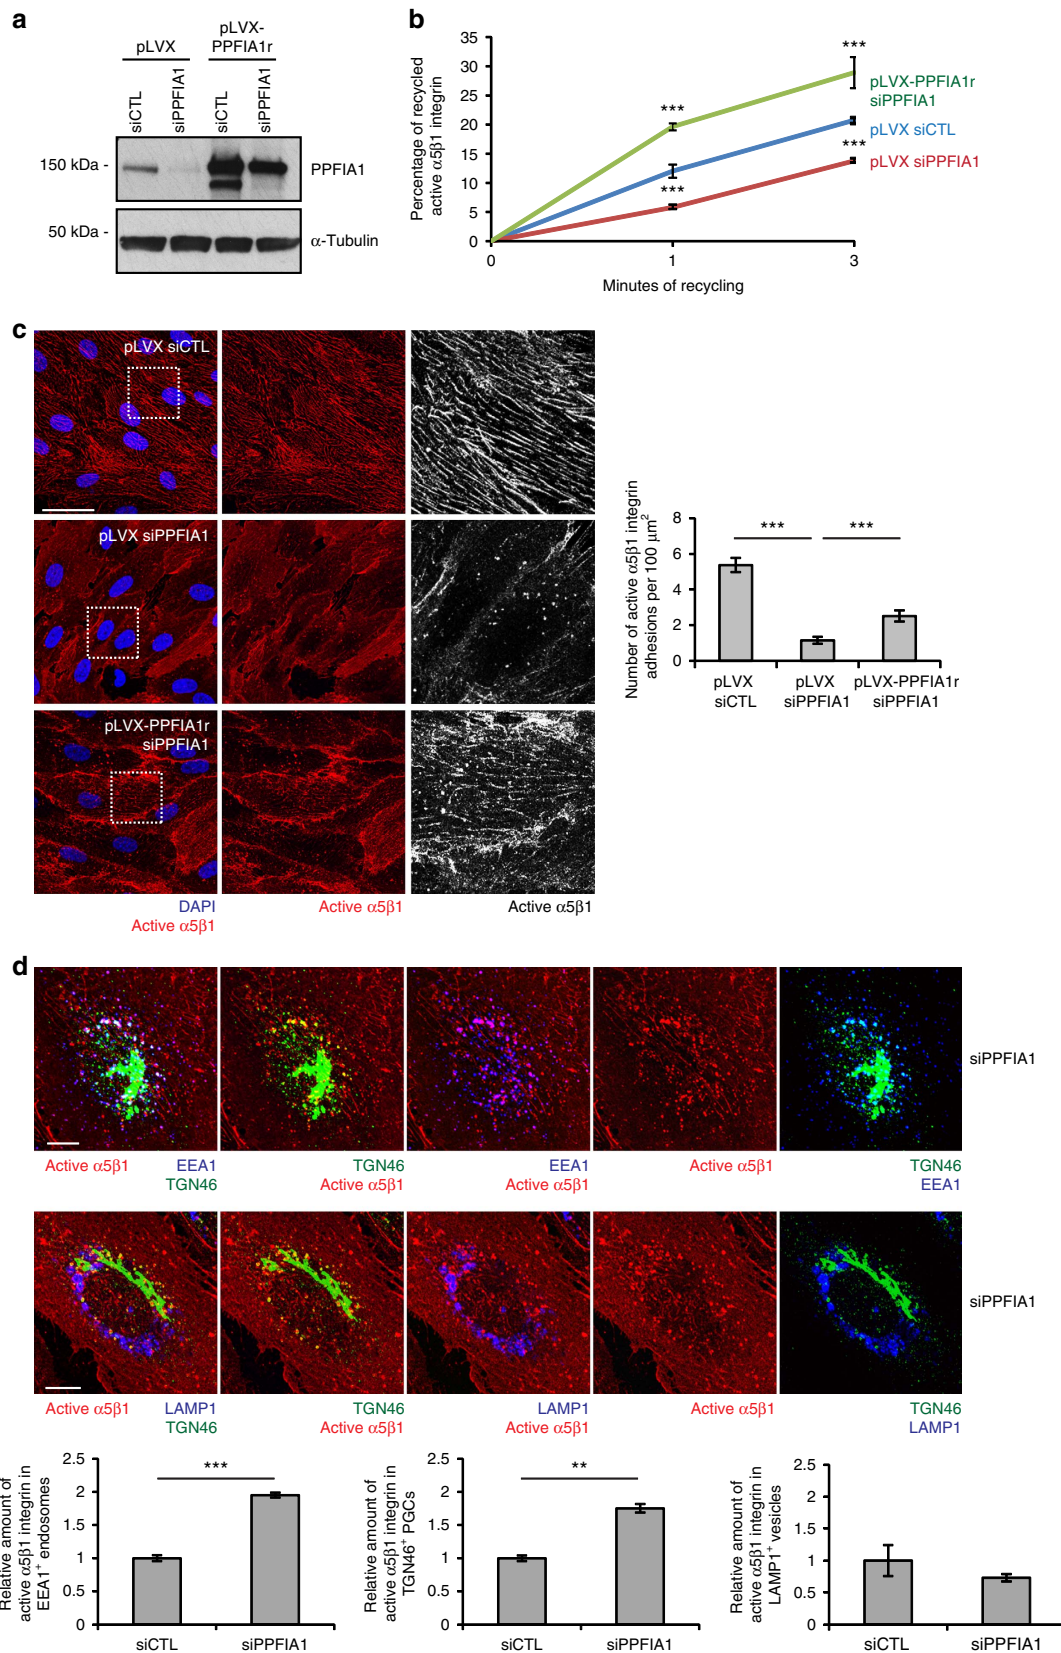 a
pLVX
pLVX-
PPFIA1r
siCTL
siPPFIA1
siCTL
siPPFIA1
150 kDa -
PPFIA1
50 kDa -
α-Tubulin
b
Percentage of recycled
active α5β1 integrin
35
30
25
20
15
10
5
0
0
1
3
Minutes of recycling
***
***
***
***
pLVX-PPFIA1r
siPPFIA1
pLVX siCTL
pLVX siPPFIA1
c
pLVX siCTL
pLVX siPPFIA1
pLVX-PPFIA1r
siPPFIA1
DAPI
Active α5β1
Active α5β1
Active α5β1
Number of active α5β1 integrin
adhesions per 100 μm²
8
6
4
2
0
***
***
pLVX
siCTL
pLVX
siPPFIA1
pLVX-PPFIA1r
siPPFIA1
d
siPPFIA1
Active α5β1
EEA1
TGN46
TGN46
Active α5β1
EEA1
Active α5β1
Active α5β1
TGN46
EEA1
siPPFIA1
Active α5β1
LAMP1
TGN46
TGN46
Active α5β1
LAMP1
Active α5β1
Active α5β1
TGN46
LAMP1
Relative amount of
active α5β1 integrin in
EEA1⁺ endosomes
2.5
2
1.5
1
0.5
0
***
siCTL
siPPFIA1
Relative amount of
active α5β1 integrin in
TGN46⁺ PGCs
2.5
2
1.5
1
0.5
0
**
siCTL
siPPFIA1
Relative amount of
active α5β1 integrin in
LAMP1⁺ vesicles
2.5
2
1.5
1
0.5
0
siCTL
siPPFIA1